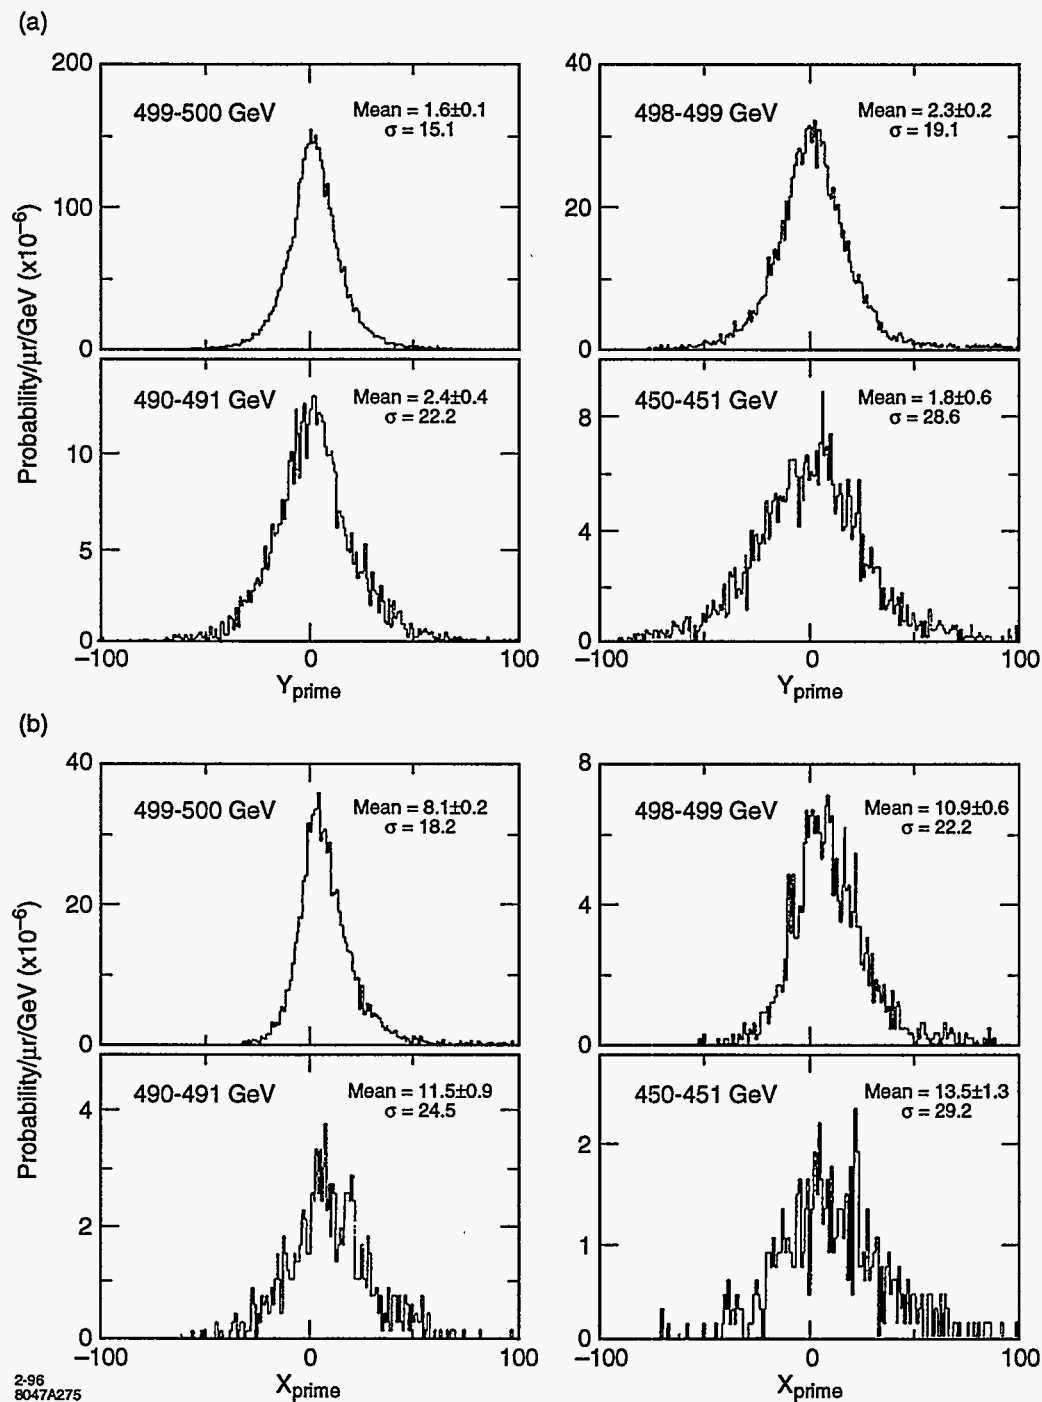 (a)
200
100
0
499-500 GeV
Mean = 1.6±0.1
σ = 15.1
40
20
0
498-499 GeV
Mean = 2.3±0.2
σ = 19.1
Probability/μr/GeV (x10⁻⁶)
10
5
0
490-491 GeV
Mean = 2.4±0.4
σ = 22.2
–100 0 100
Yprime
8
4
0
450-451 GeV
Mean = 1.8±0.6
σ = 28.6
–100 0 100
Yprime
(b)
40
20
0
499-500 GeV
Mean = 8.1±0.2
σ = 18.2
8
4
0
498-499 GeV
Mean = 10.9±0.6
σ = 22.2
Probability/μr/GeV (x10⁻⁶)
4
2
0
490-491 GeV
Mean = 11.5±0.9
σ = 24.5
–100 0 100
Xprime
2
1
0
450-451 GeV
Mean = 13.5±1.3
σ = 29.2
–100 0 100
Xprime
2-96
8047A275